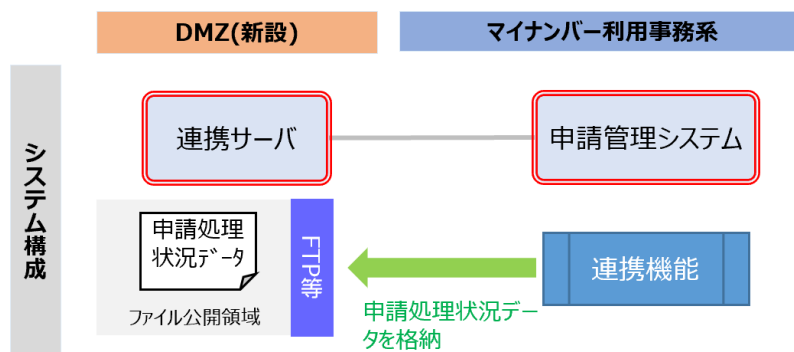 DMZ(新設)
マイナンバー利用事務系
システム構成
連携サーバ
申請管理システム
申請処理
状況ﾃﾞｰﾀ
FTP等
ファイル公開領域
連携機能
申請処理状況デー
タを格納